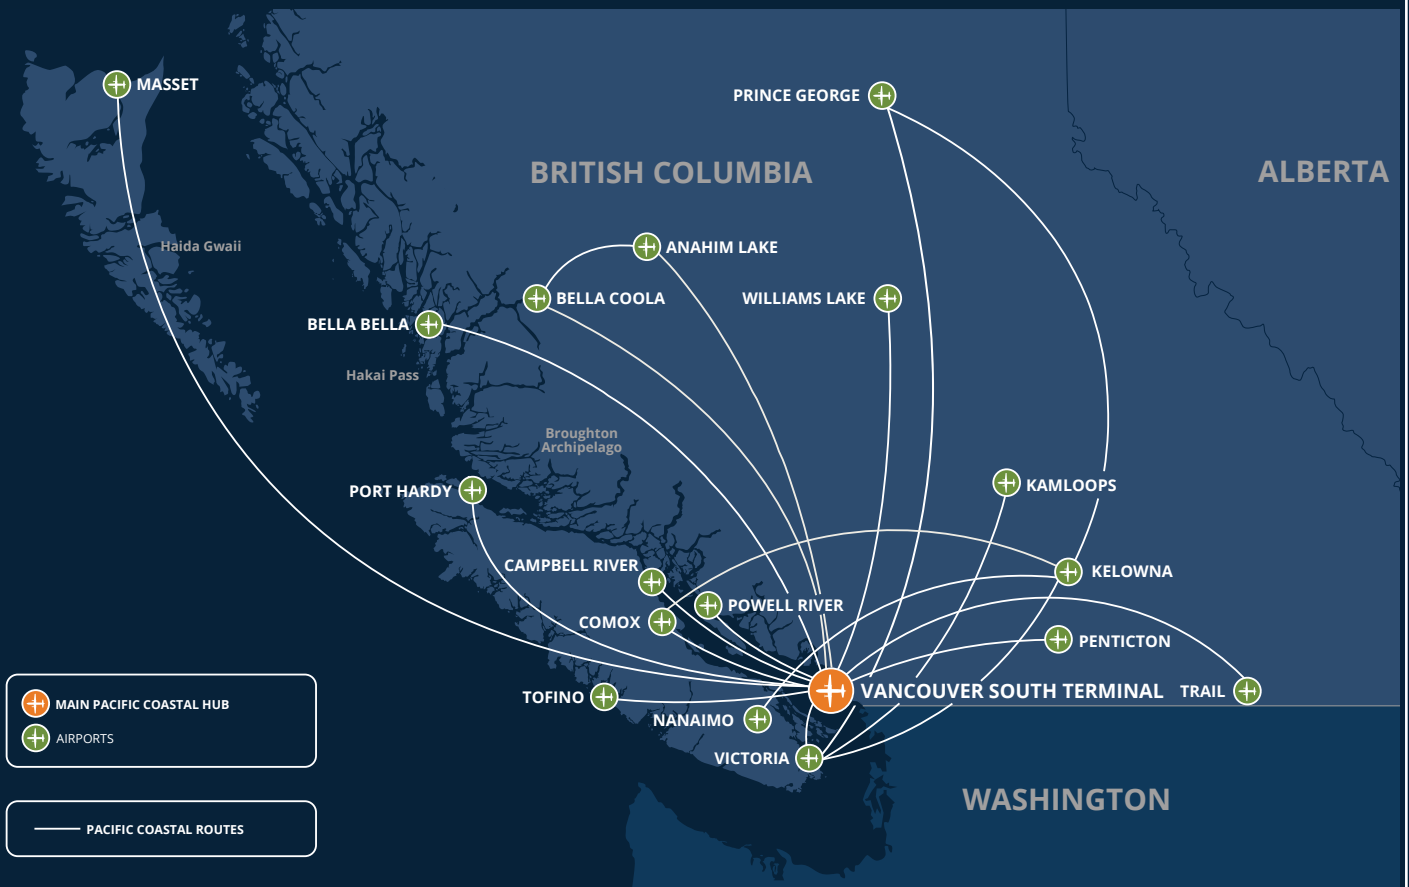 MASSET
PRINCE GEORGE
BRITISH COLUMBIA
ALBERTA
Haida Gwaii
ANAHIM LAKE
BELLA COOLA
WILLIAMS LAKE
BELLA BELLA
Hakai Pass
Broughton
Archipelago
PORT HARDY
KAMLOOPS
CAMPBELL RIVER
KELOWNA
POWELL RIVER
COMOX
PENTICTON
VANCOUVER SOUTH TERMINAL
TRAIL
TOFINO
NANAIMO
VICTORIA
WASHINGTON
MAIN PACIFIC COASTAL HUB
AIRPORTS
PACIFIC COASTAL ROUTES